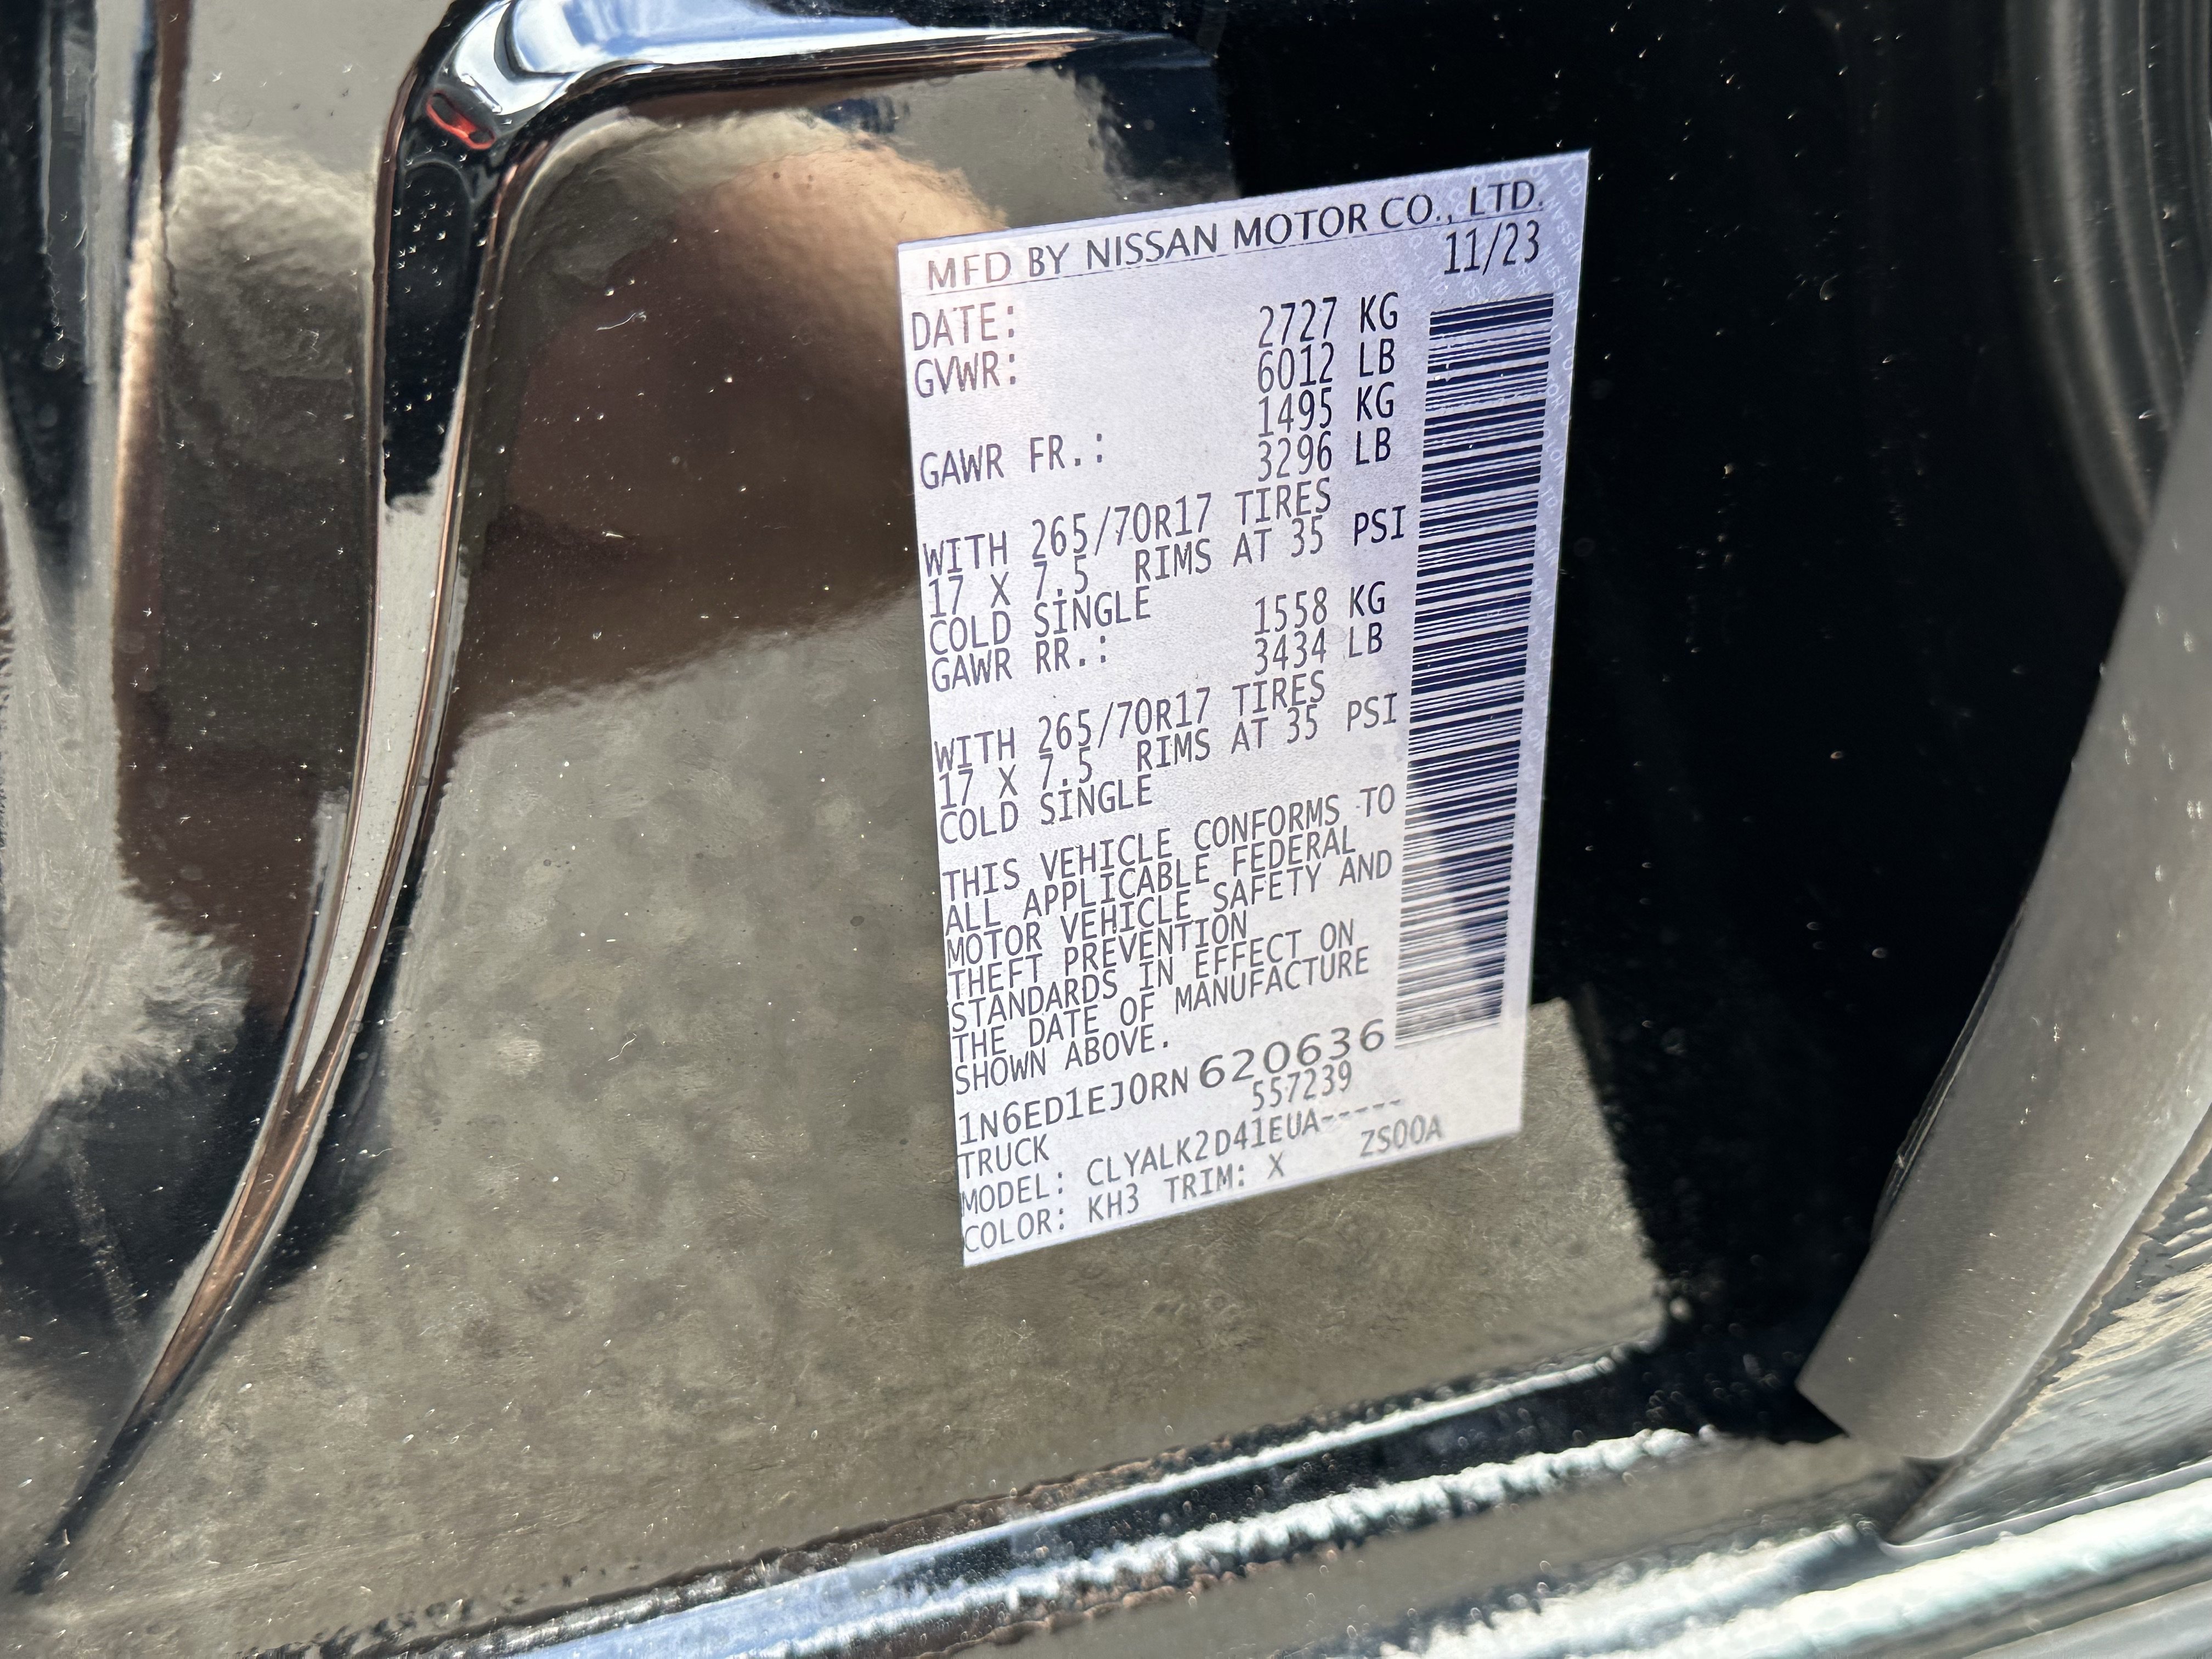 MFD BY NISSAN MOTOR CO., LTD.
DATE: 11/23
GVWR: 2727 KG
6012 LB
GAWR FR.: 1495 KG
3296 LB
WITH 265/70R17 TIRES
17 X 7.5 RIMS AT 35 PSI
COLD SINGLE
GAWR RR.: 1558 KG
3434 LB
WITH 265/70R17 TIRES
17 X 7.5 RIMS AT 35 PSI
COLD SINGLE
THIS VEHICLE CONFORMS TO
ALL APPLICABLE FEDERAL
MOTOR VEHICLE SAFETY AND
THEFT PREVENTION
STANDARDS IN EFFECT ON
THE DATE OF MANUFACTURE
SHOWN ABOVE.
1N6ED1EJ0RN620636
TRUCK 557239
MODEL: CLYALK2D41EUA-----
COLOR: KH3 TRIM: X ZS00A